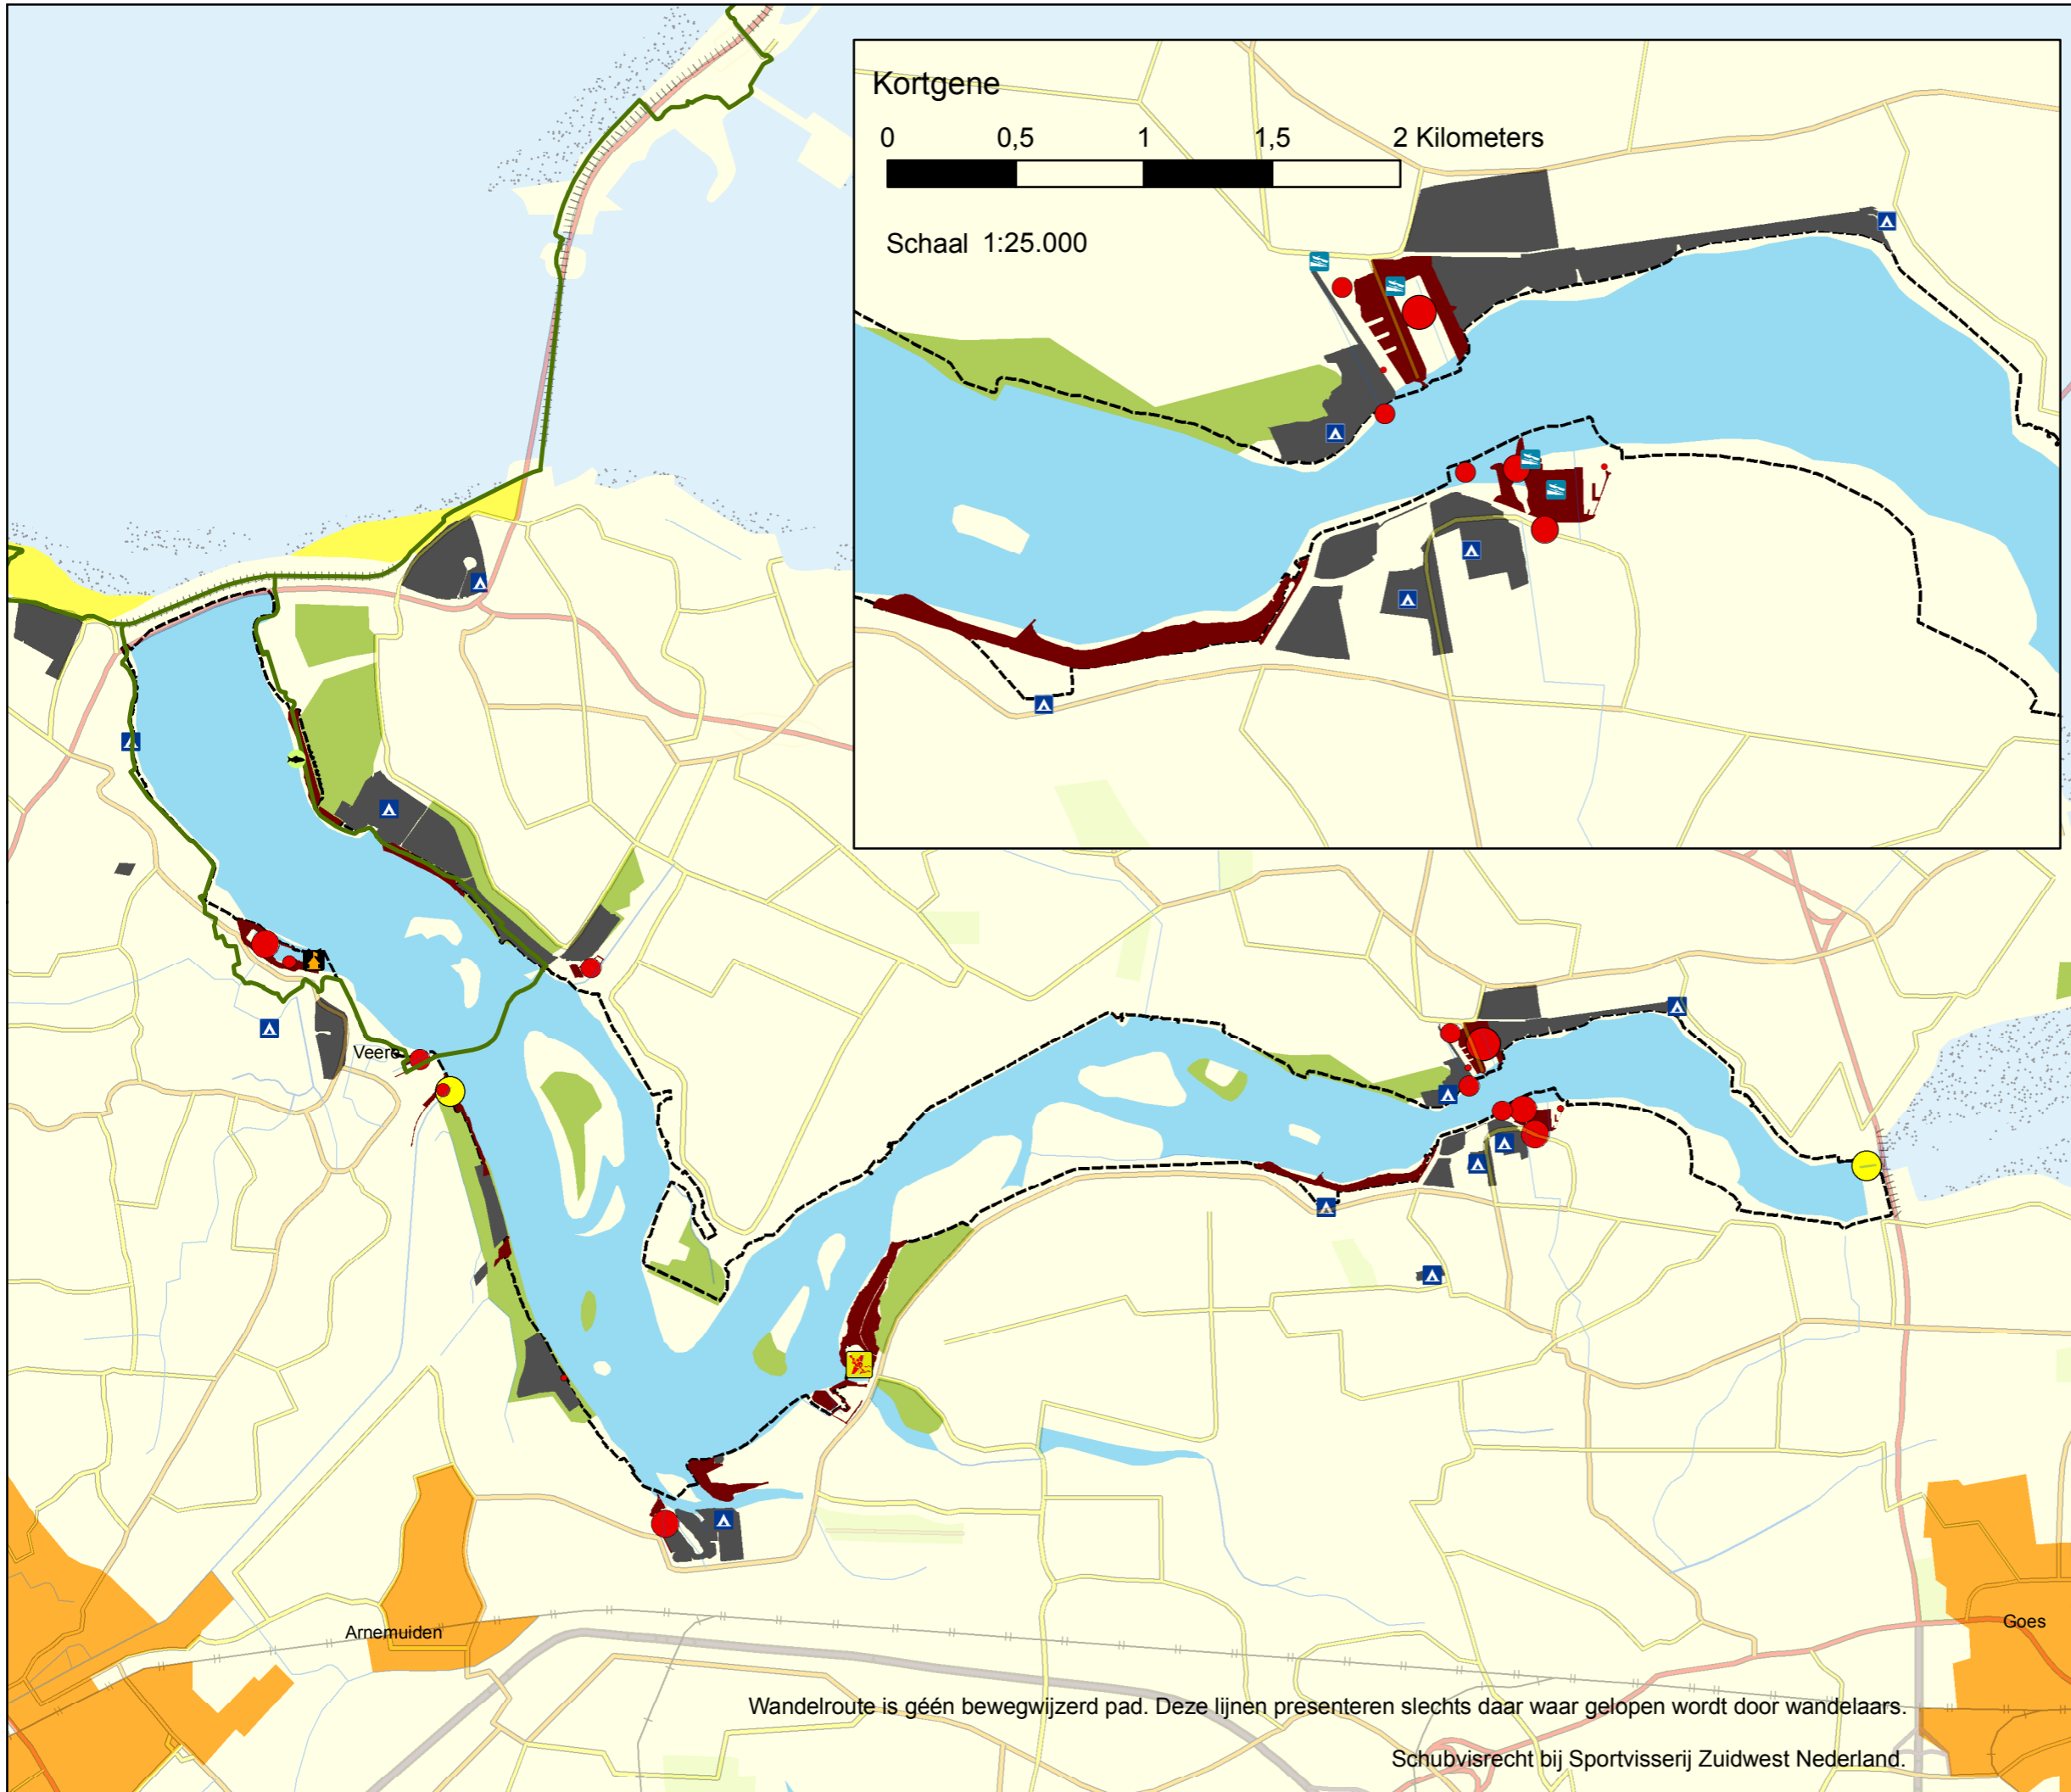 Kortgene
0 0,5 1 1,5 2 Kilometers
Schaal 1:25.000
Veere
Arnemuiden
Goes
Wandelroute is géén bewegwijzerd pad. Deze lijnen presenteren slechts daar waar gelopen wordt door wandelaars.
Schubvisrecht bij Sportvisserij Zuidwest Nederland.